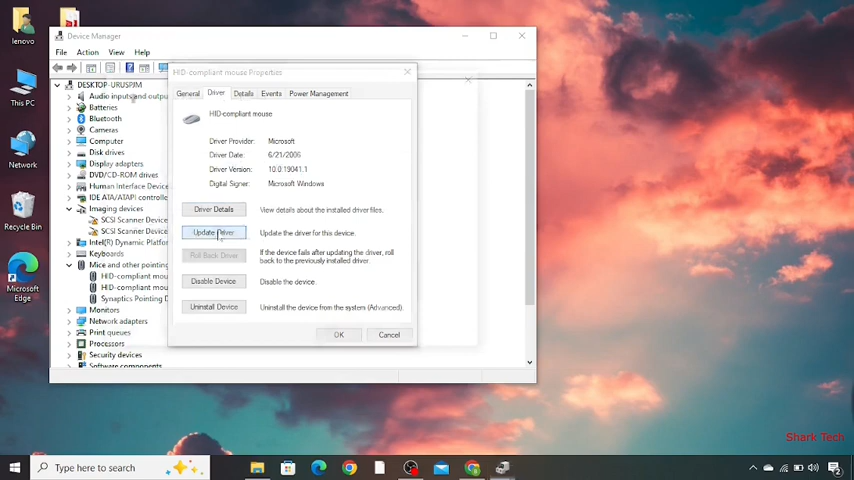 lenovo
This PC
Network
Recycle Bin
Microsoft
Edge
Device Manager
File Action View Help
DESKTOP-URUSPJM
Audio inputs and outpu
Batteries
Bluetooth
Cameras
Computer
Disk drives
Display adapters
DVD/CD-ROM drives
Human Interface Device
IDE ATA/ATAPI controlle
Imaging devices
SCSI Scanner Device
SCSI Scanner Device
Intel(R) Dynamic Platfor
Keyboards
Mice and other pointing
HID-compliant mou
HID-compliant mou
Synaptics Pointing D
Monitors
Network adapters
Print queues
Processors
Security devices
Software components
HID-compliant mouse Properties
General Driver Details Events Power Management
HID-compliant mouse
Driver Provider: Microsoft
Driver Date: 6/21/2006
Driver Version: 10.0.19041.1
Digital Signer: Microsoft Windows
Driver Details View details about the installed driver files.
Update Driver Update the driver for this device.
Roll Back Driver If the device fails after updating the driver, roll
back to the previously installed driver.
Disable Device Disable the device.
Uninstall Device Uninstall the device from the system (Advanced).
OK Cancel
Shark Tech
Type here to search
2